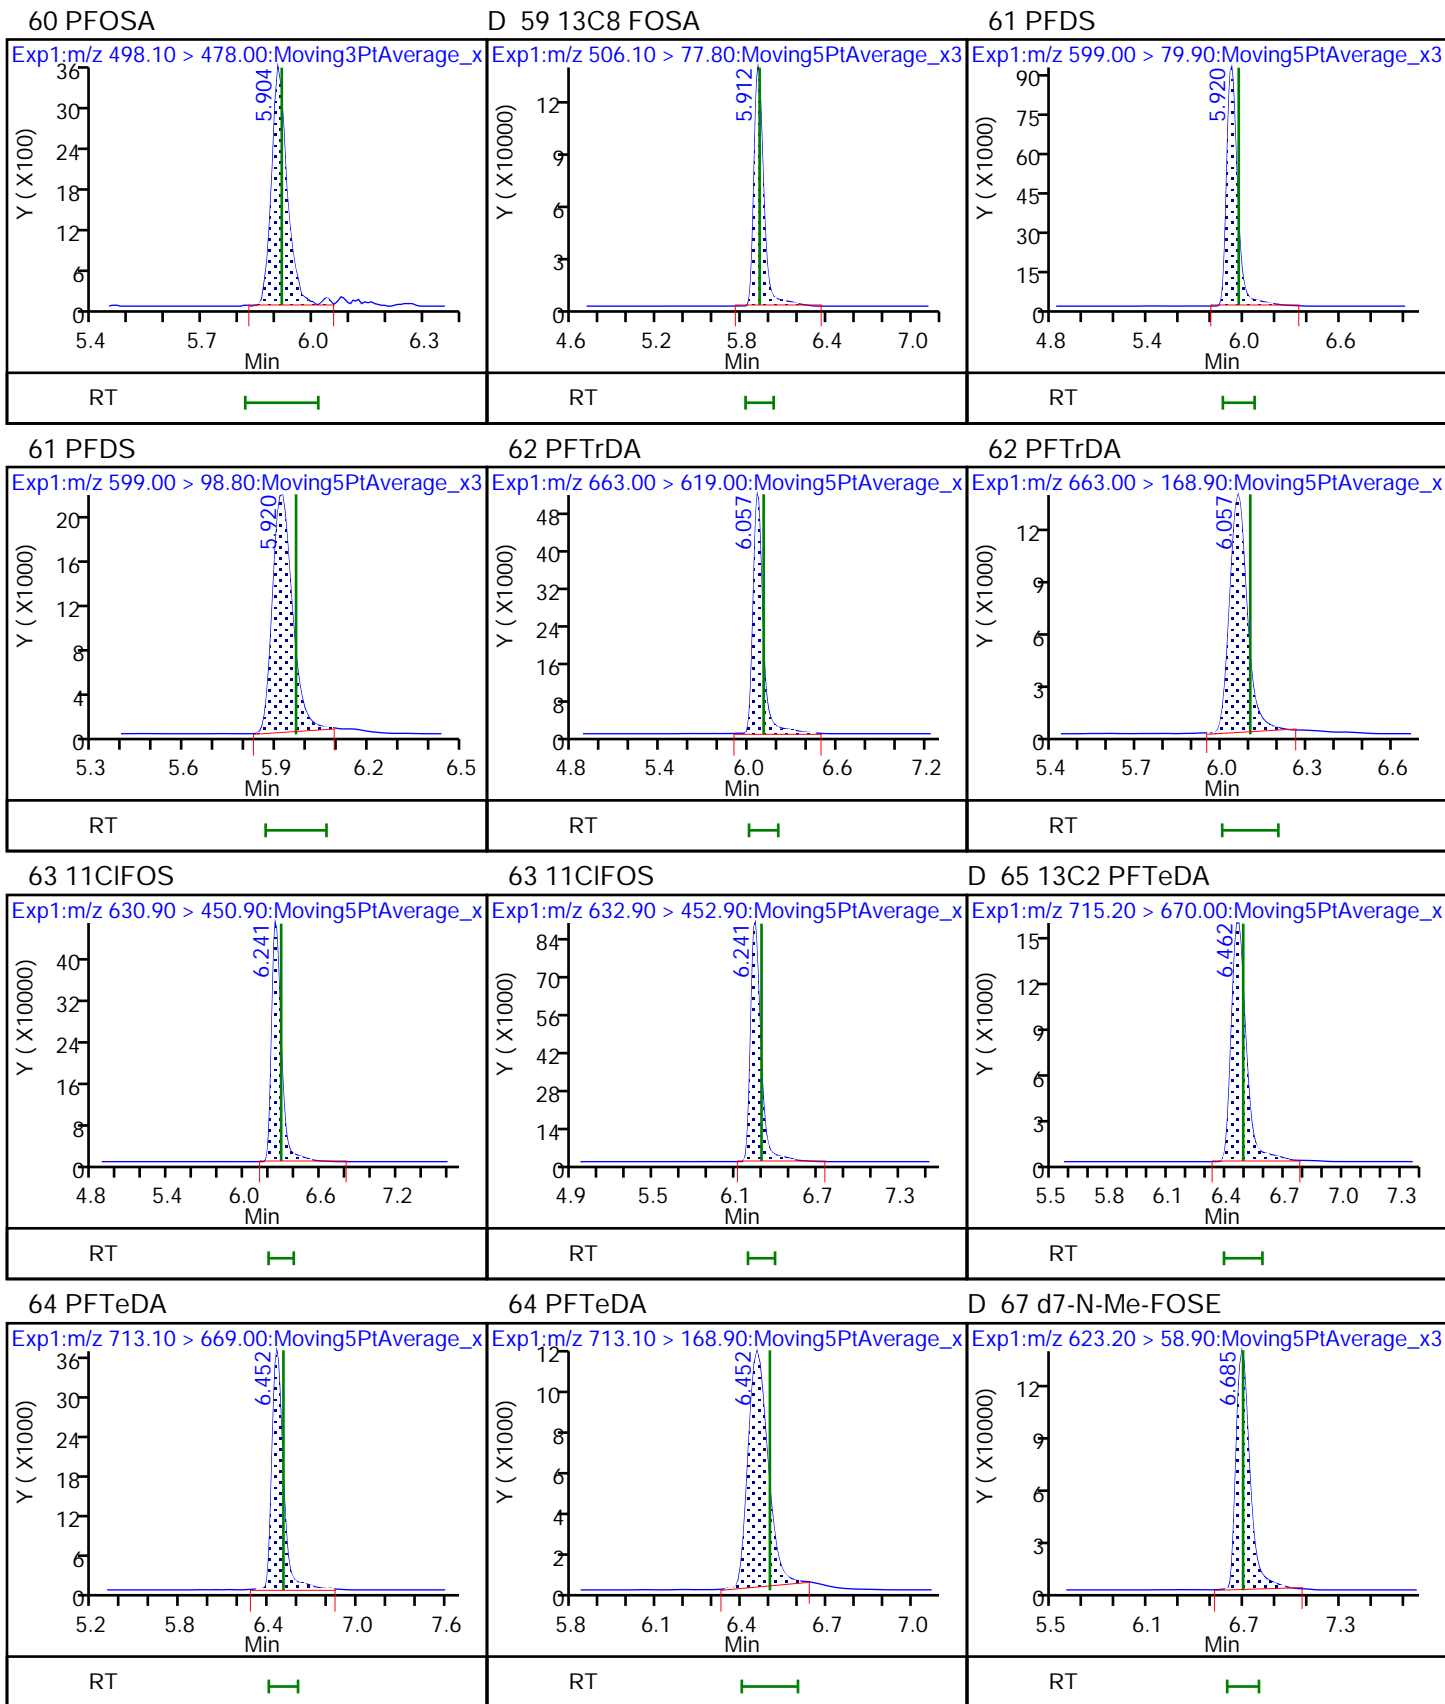 60 PFOSA
Exp1:m/z 498.10 > 478.00:Moving3PtAverage_x
Y ( X100)
36
30
24
18
12
6
0
5.904
5.4 5.7 6.0 6.3
Min
RT
D 59 13C8 FOSA
Exp1:m/z 506.10 > 77.80:Moving5PtAverage_x3
Y ( X10000)
12
9
6
3
0
5.912
4.6 5.2 5.8 6.4 7.0
Min
RT
61 PFDS
Exp1:m/z 599.00 > 79.90:Moving5PtAverage_x3
Y ( X1000)
90
75
60
45
30
15
0
5.920
4.8 5.4 6.0 6.6
Min
RT
61 PFDS
Exp1:m/z 599.00 > 98.80:Moving5PtAverage_x3
Y ( X1000)
20
16
12
8
4
0
5.920
5.3 5.6 5.9 6.2 6.5
Min
RT
62 PFTrDA
Exp1:m/z 663.00 > 619.00:Moving5PtAverage_x
Y ( X10000)
48
40
32
24
16
8
0
6.057
4.8 5.4 6.0 6.6 7.2
Min
RT
62 PFTrDA
Exp1:m/z 663.00 > 168.90:Moving5PtAverage_x
Y ( X10000)
12
9
6
3
0
6.057
5.4 5.7 6.0 6.3 6.6
Min
RT
63 11ClFOS
Exp1:m/z 630.90 > 450.90:Moving5PtAverage_x
Y ( X10000)
40
32
24
16
8
0
6.241
4.8 5.4 6.0 6.6 7.2
Min
RT
63 11ClFOS
Exp1:m/z 632.90 > 452.90:Moving5PtAverage_x
Y ( X1000)
84
70
56
42
28
14
0
6.241
4.9 5.5 6.1 6.7 7.3
Min
RT
D 65 13C2 PFTeDA
Exp1:m/z 715.20 > 670.00:Moving5PtAverage_x
Y ( X10000)
15
12
9
6
3
0
6.462
5.5 5.8 6.1 6.4 6.7 7.0 7.3
Min
RT
64 PFTeDA
Exp1:m/z 713.10 > 669.00:Moving5PtAverage_x
Y ( X10000)
36
30
24
18
12
6
0
6.452
5.2 5.8 6.4 7.0 7.6
Min
RT
64 PFTeDA
Exp1:m/z 713.10 > 168.90:Moving5PtAverage_x
Y ( X10000)
12
10
8
6
4
2
0
6.452
5.8 6.1 6.4 6.7 7.0
Min
RT
D 67 d7-N-Me-FOSE
Exp1:m/z 623.20 > 58.90:Moving5PtAverage_x3
Y ( X10000)
12
9
6
3
0
6.685
5.5 6.1 6.7 7.3
Min
RT